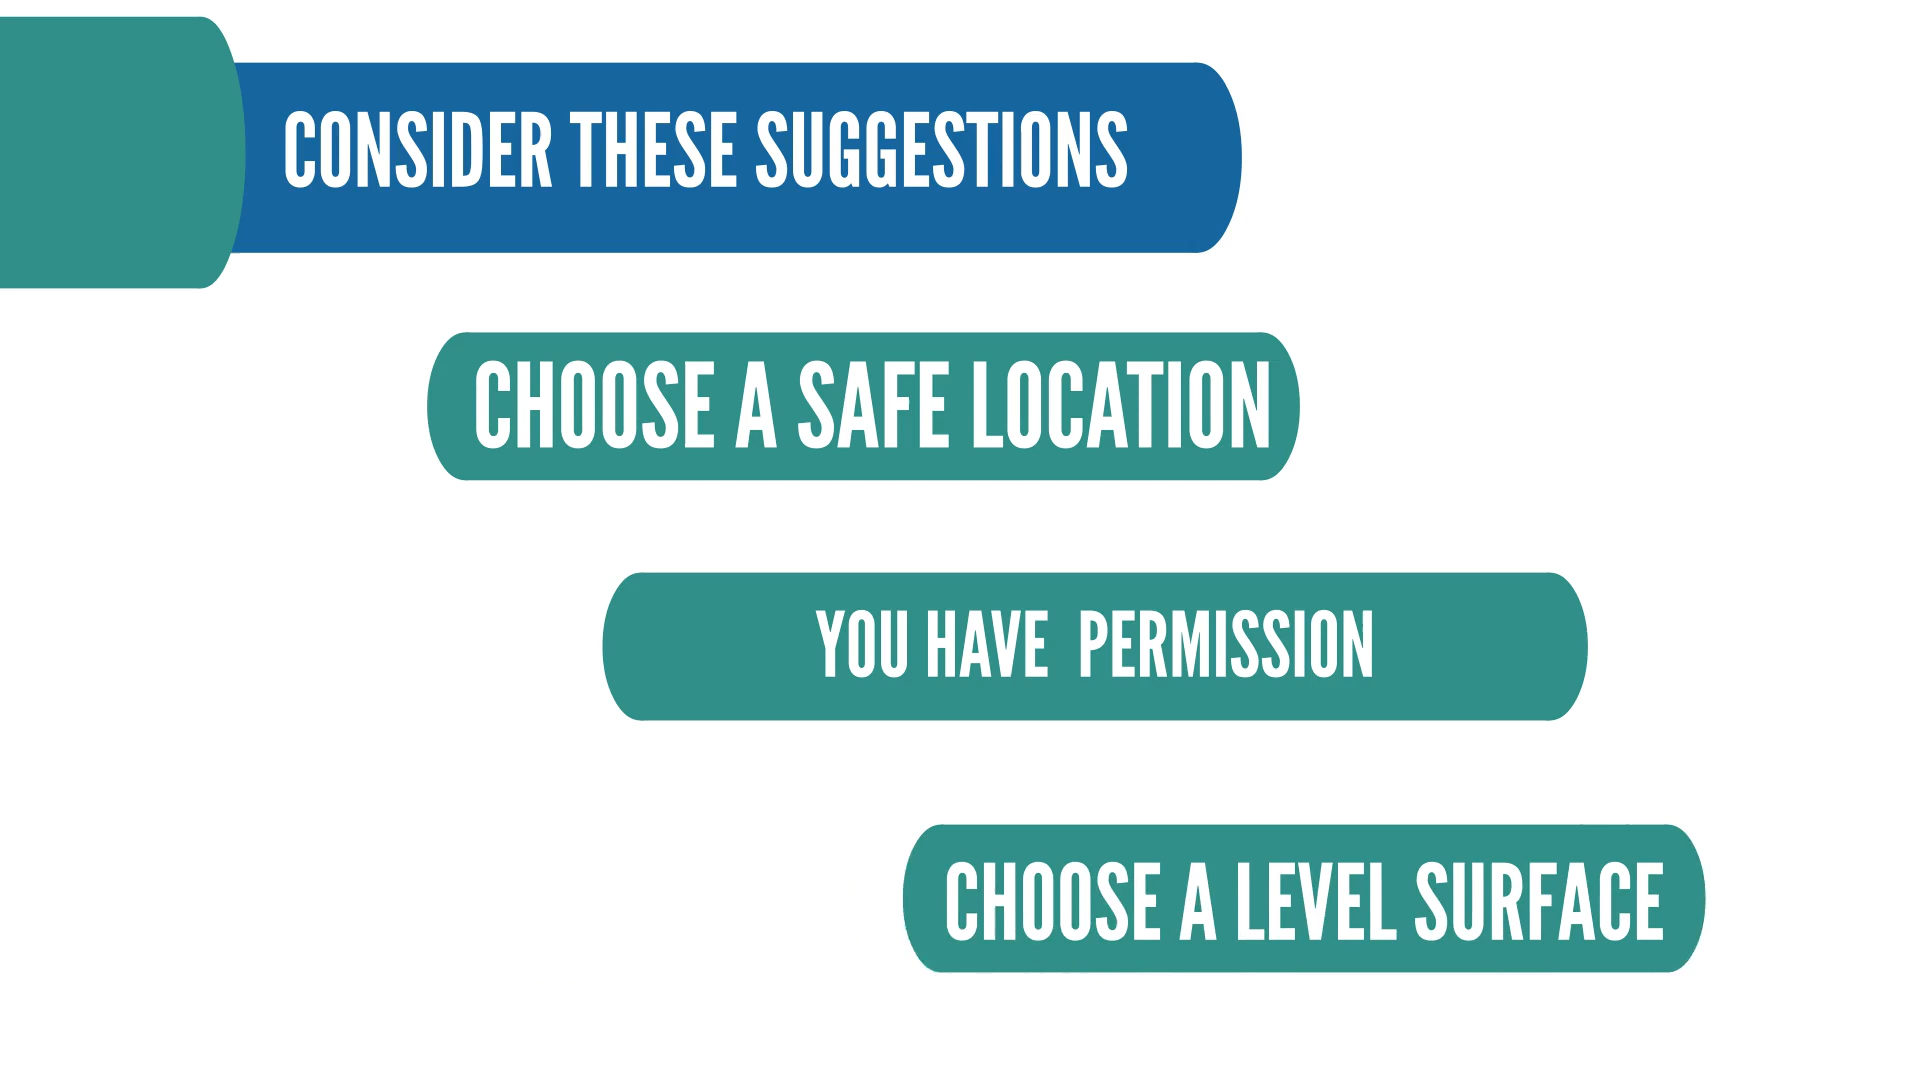 CONSIDER THESE SUGGESTIONS
CHOOSE A SAFE LOCATION
YOU HAVE  PERMISSION
CHOOSE A LEVEL SURFACE